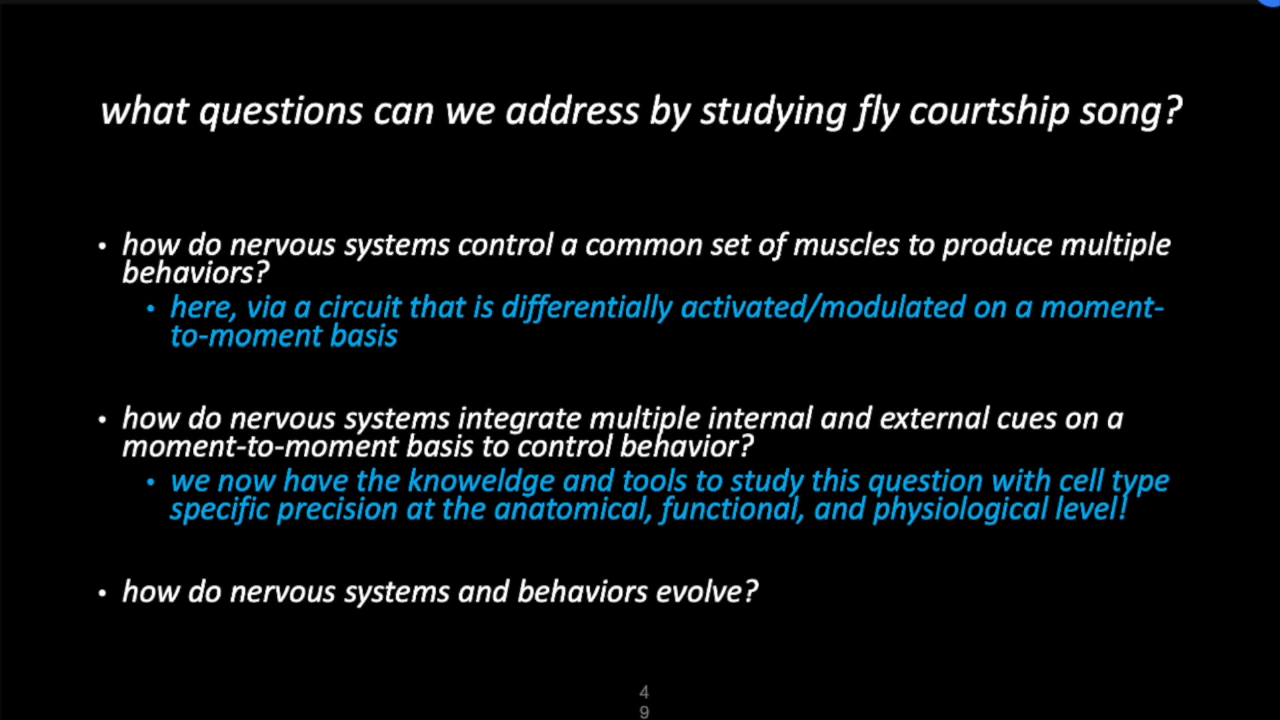 what questions can we address by studying fly courtship song?
• how do nervous systems control a common set of muscles to produce multiple
behaviors?
• here, via a circuit that is differentially activated/modulated on a moment-
to-moment basis
• how do nervous systems integrate multiple internal and external cues on a
moment-to-moment basis to control behavior?
• we now have the knoweldge and tools to study this question with cell type
specific precision at the anatomical, functional, and physiological level!
• how do nervous systems and behaviors evolve?
4
9